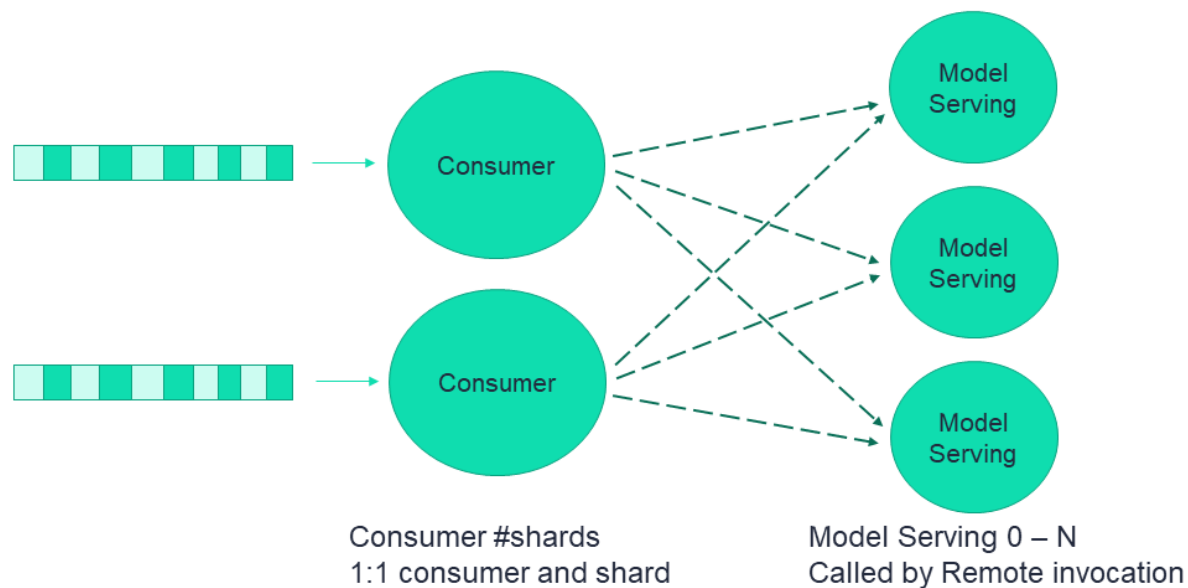 Model
Serving
Consumer
Model
Serving
Consumer
Model
Serving
Consumer #shards
1:1 consumer and shard
Model Serving 0 – N
Called by Remote invocation